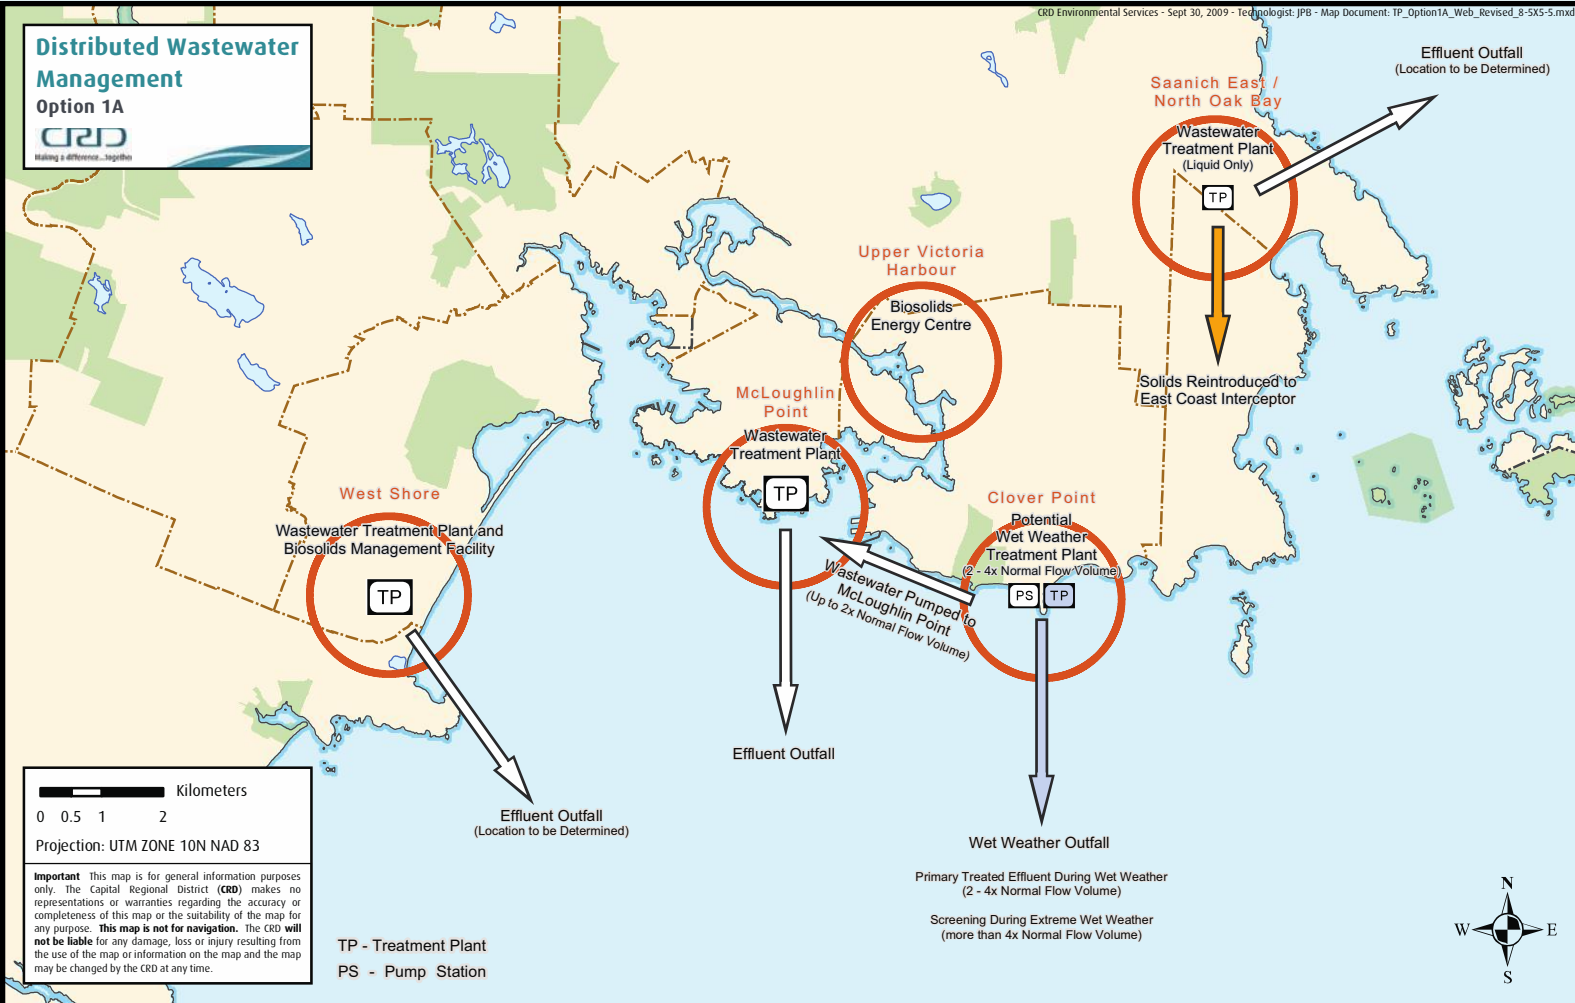 CRD Environmental Services - Sept 30, 2009 - Technologist: JPB - Map Document: TP_Option1A_Web_Revised_8-5X5-5.mxd
Distributed Wastewater
Management
Option 1A
CRD
Making a difference...together
Effluent Outfall
(Location to be Determined)
Saanich East /
North Oak Bay
Wastewater
Treatment Plant
(Liquid Only)
TP
Solids Reintroduced to
East Coast Interceptor
Upper Victoria
Harbour
Biosolids
Energy Centre
McLoughlin
Point
Wastewater
Treatment Plant
TP
Effluent Outfall
West Shore
Wastewater Treatment Plant and
Biosolids Management Facility
TP
Effluent Outfall
(Location to be Determined)
Clover Point
Potential
Wet Weather
Treatment Plant
(2 - 4x Normal Flow Volume)
PS TP
Wastewater Pumped to
McLoughlin Point
(Up to 2x Normal Flow Volume)
Wet Weather Outfall
Primary Treated Effluent During Wet Weather
(2 - 4x Normal Flow Volume)
Screening During Extreme Wet Weather
(more than 4x Normal Flow Volume)
Kilometers
0 0.5 1 2
Projection: UTM ZONE 10N NAD 83
Important This map is for general information purposes
only. The Capital Regional District (CRD) makes no
representations or warranties regarding the accuracy or
completeness of this map or the suitability of the map for
any purpose. This map is not for navigation. The CRD will
not be liable for any damage, loss or injury resulting from
the use of the map or information on the map and the map
may be changed by the CRD at any time.
TP - Treatment Plant
PS - Pump Station
N
W E
S